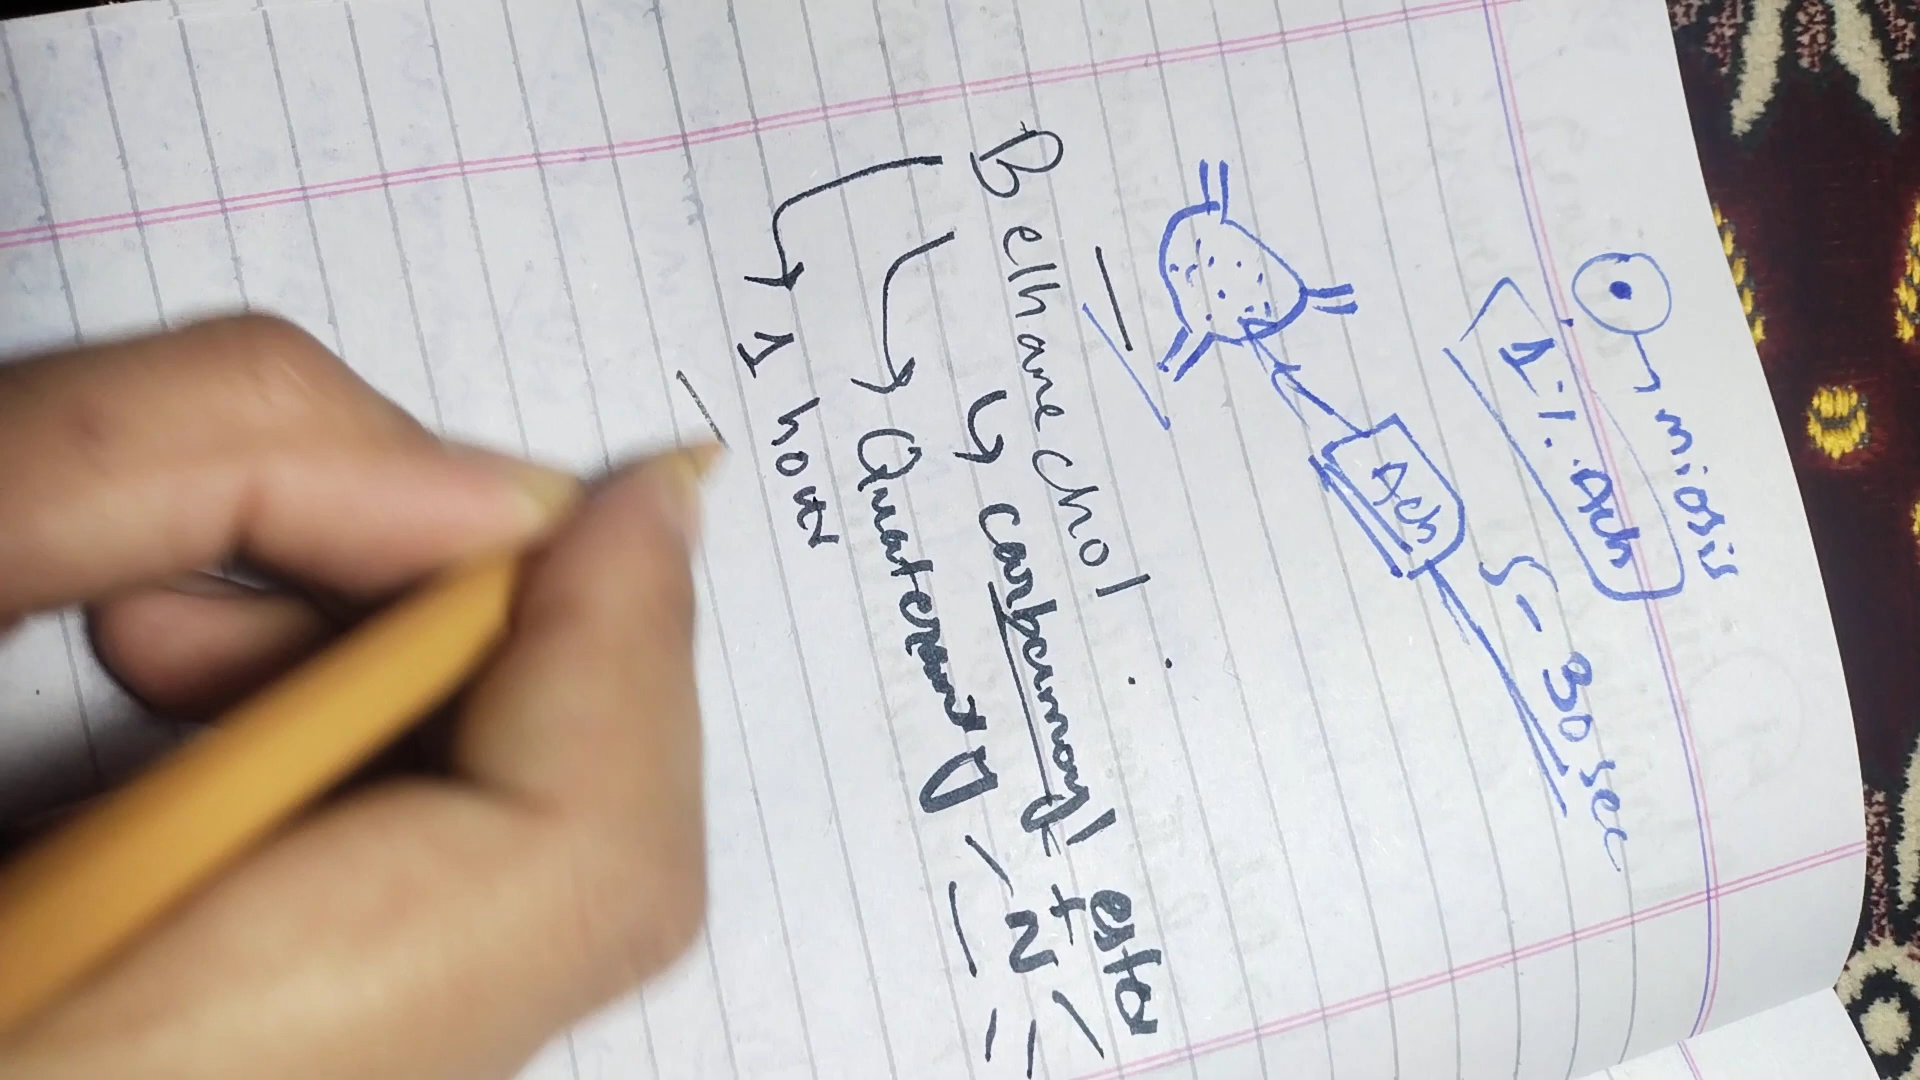 miosis
1%. Ach
5-30 sec
Ach
Bethanechol
carbamoyl ester
Quaternary N+
1 hour